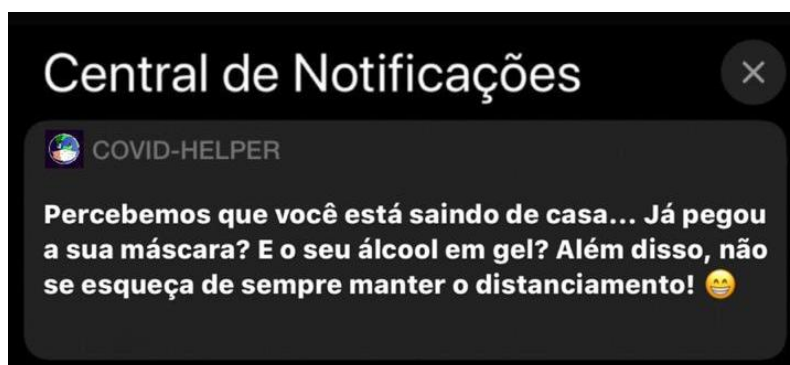 Central de Notificações
COVID-HELPER
Percebemos que você está saindo de casa... Já pegou
a sua máscara? E o seu álcool em gel? Além disso, não
se esqueça de sempre manter o distanciamento! 😁